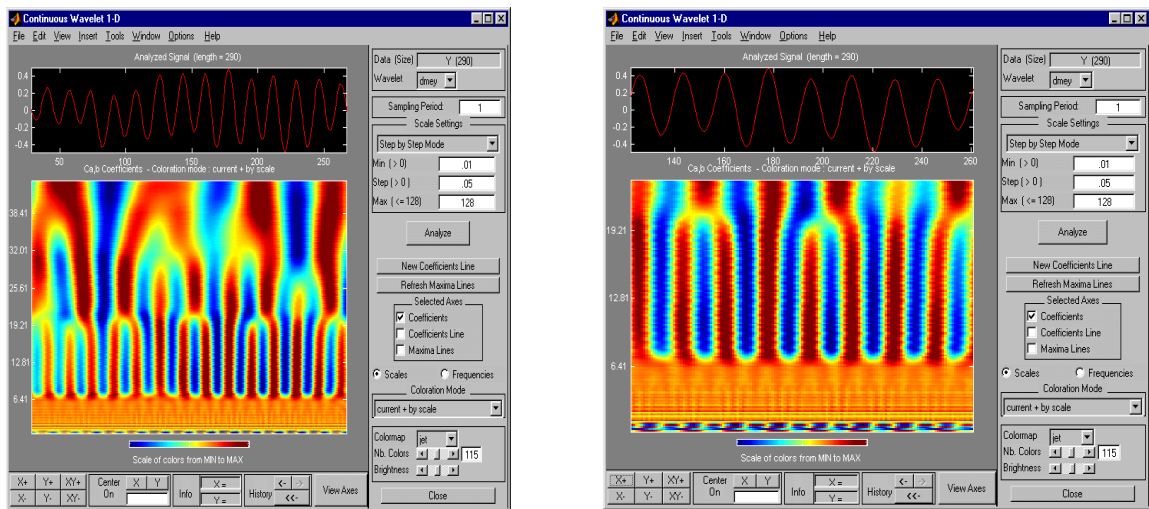 Continuous Wavelet 1-D
File Edit View Insert Tools Window Options Help
Analyzed Signal (length = 290)
0.4
0.2
0
-0.2
-0.4
50 100 150 200 250
Ca,b Coefficients - Coloration mode : current + by scale
38.41
32.01
25.61
19.21
12.81
6.41
Scale of colors from MIN to MAX
Data (Size) Y (290)
Wavelet dmey
Sampling Period: 1
Scale Settings
Step by Step Mode
Min ( > 0) .01
Step ( > 0 ) .05
Max ( <= 128) 128
Analyze
New Coefficients Line
Refresh Maxima Lines
Selected Axes
Coefficients
Coefficients Line
Maxima Lines
Scales Frequencies
Coloration Mode
current + by scale
Colormap jet
Nb. Colors 115
Brightness
X+ Y+ XY+
X- Y- XY-
Center On X Y
Info X = Y =
History <- -> <<-
View Axes
Close
Continuous Wavelet 1-D
File Edit View Insert Tools Window Options Help
Analyzed Signal (length = 290)
0.4
0.2
0
-0.2
-0.4
140 160 180 200 220 240 260
Ca,b Coefficients - Coloration mode : current + by scale
19.21
12.81
6.41
Scale of colors from MIN to MAX
Data (Size) Y (290)
Wavelet dmey
Sampling Period: 1
Scale Settings
Step by Step Mode
Min ( > 0) .01
Step ( > 0 ) .05
Max ( <= 128) 128
Analyze
New Coefficients Line
Refresh Maxima Lines
Selected Axes
Coefficients
Coefficients Line
Maxima Lines
Scales Frequencies
Coloration Mode
current + by scale
Colormap jet
Nb. Colors 115
Brightness
X+ Y+ XY+
X- Y- XY-
Center On X Y
Info X = Y =
History <- -> <<-
View Axes
Close